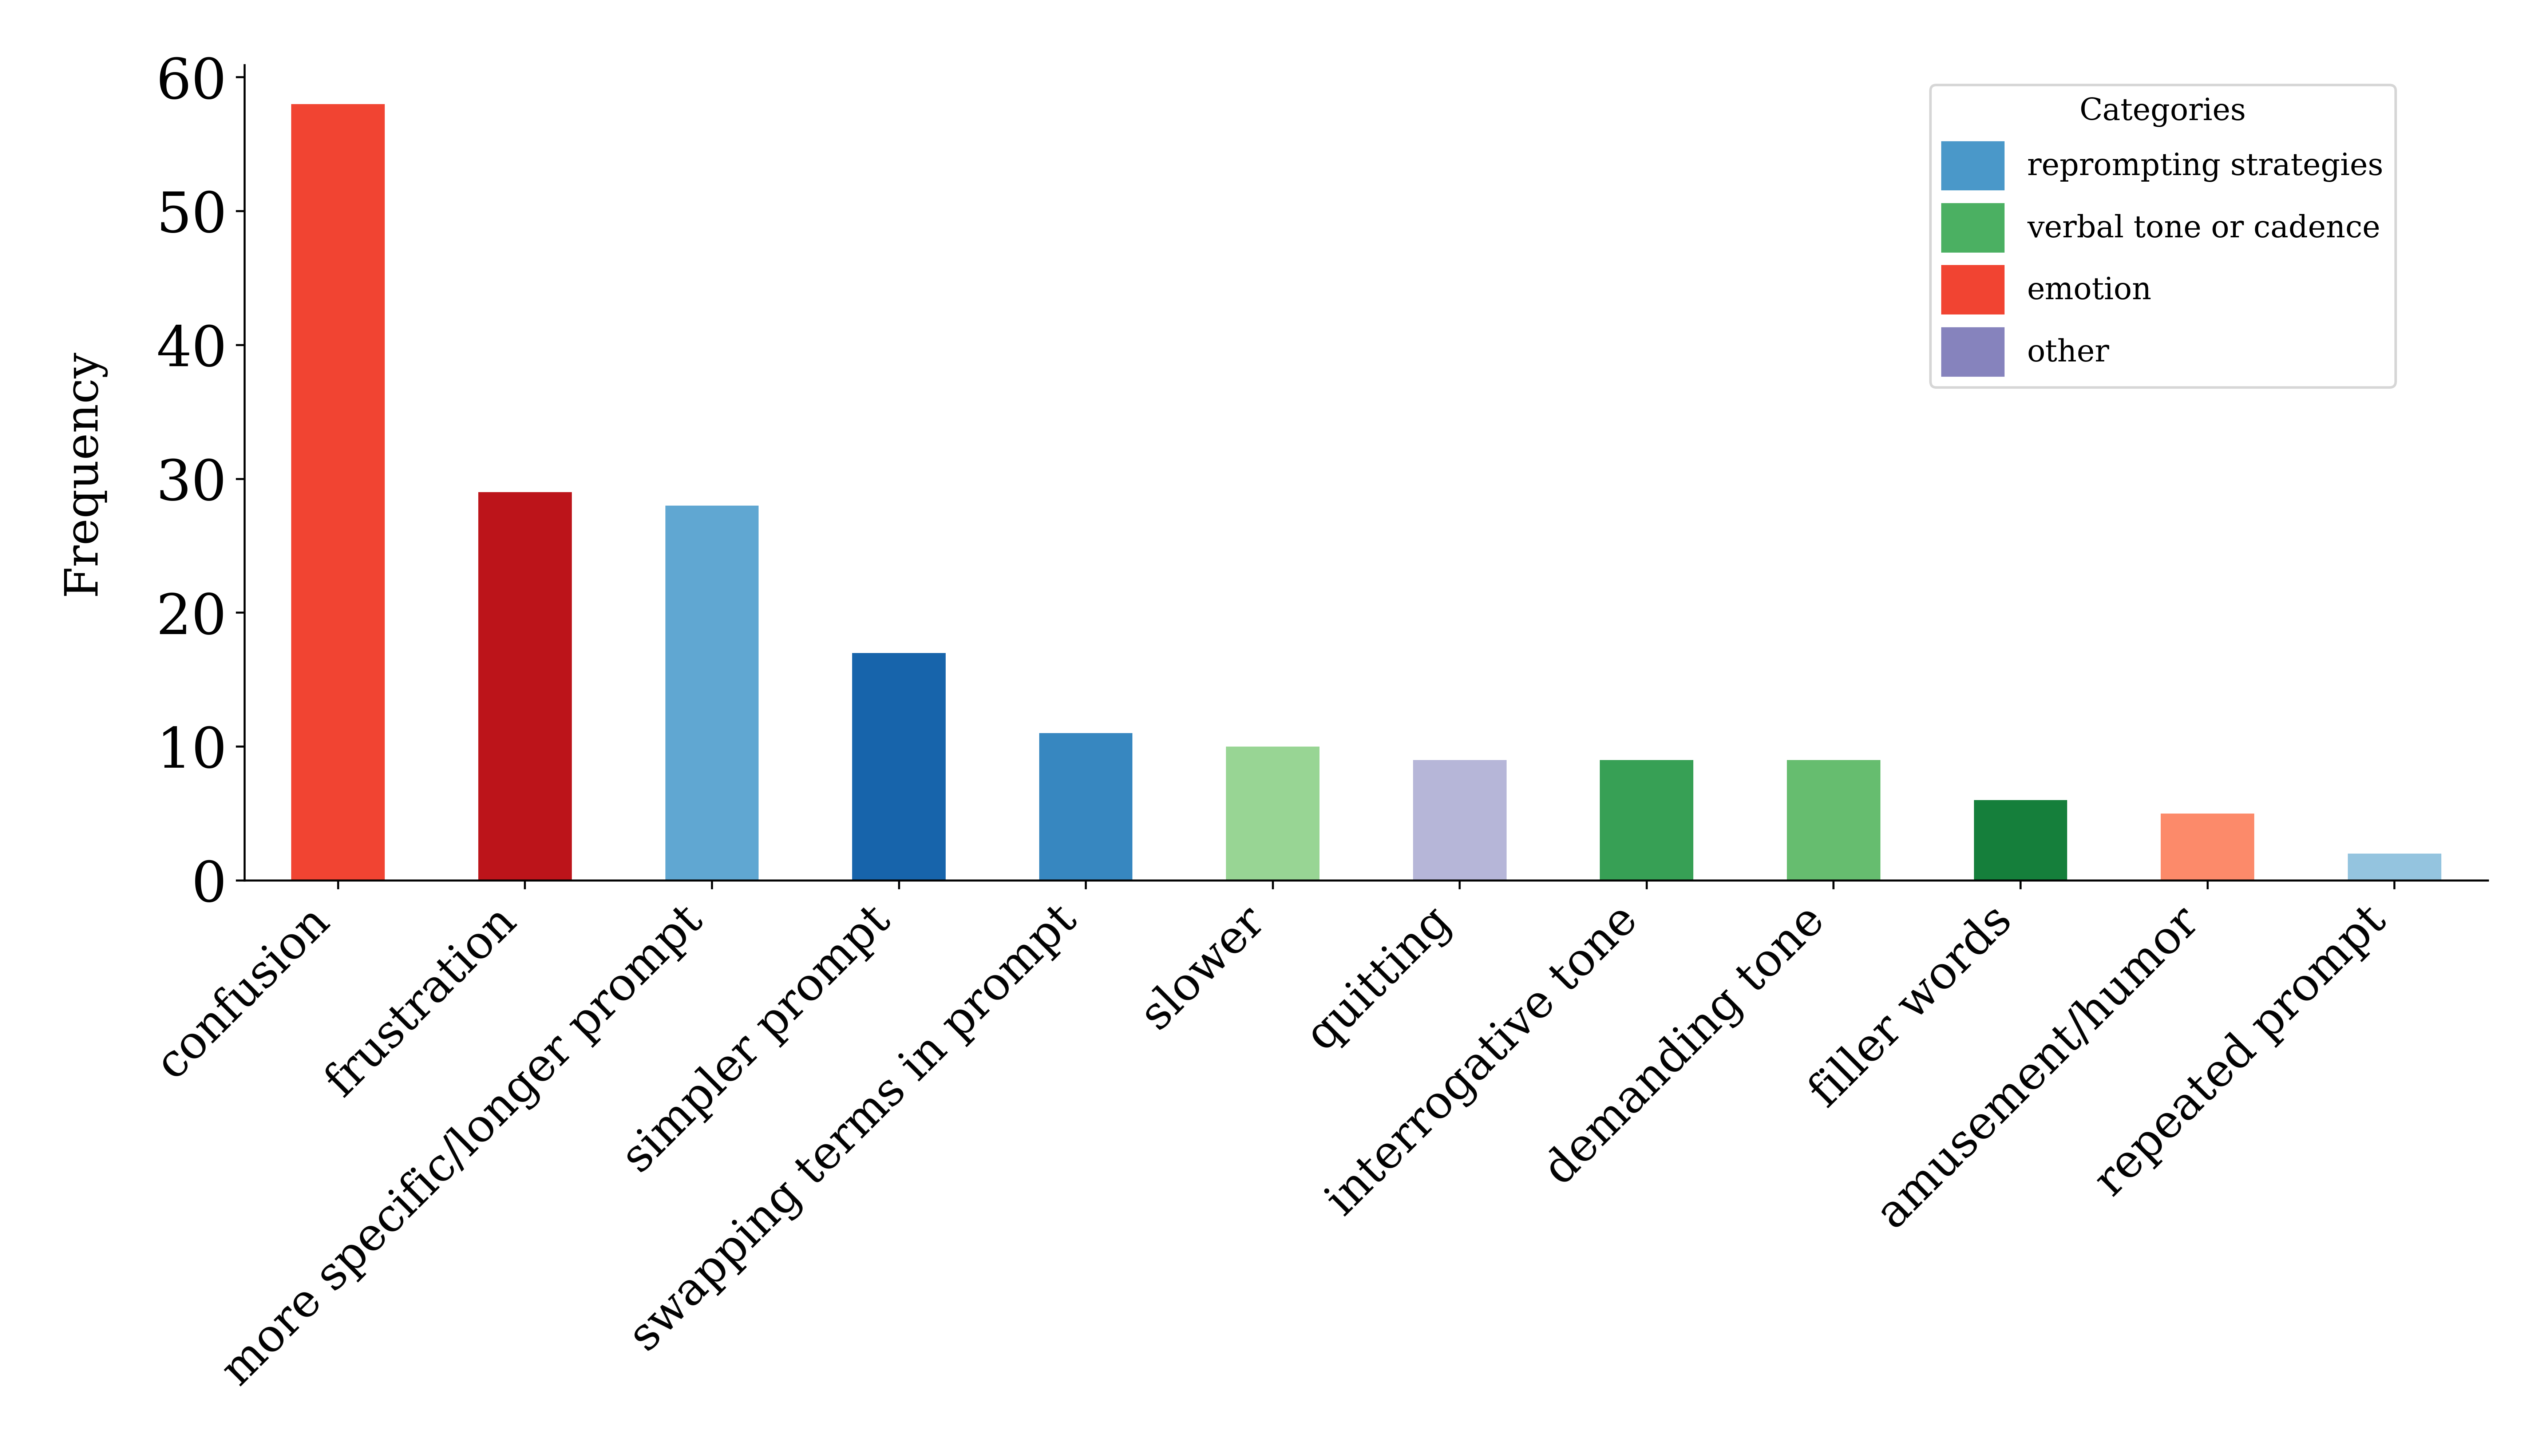 60
50
40
30
20
10
0
Frequency
Categories
reprompting strategies
verbal tone or cadence
emotion
other
confusion
frustration
more specific/longer prompt
simpler prompt
swapping terms in prompt
slower
quitting
interrogative tone
demanding tone
filler words
amusement/humor
repeated prompt